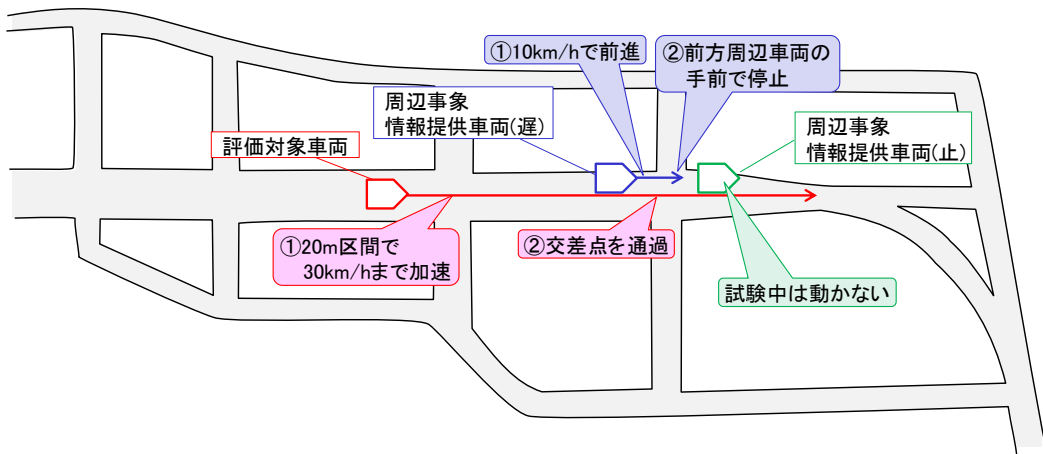 ①10km/hで前進
②前方周辺車両の
手前で停止
周辺事象
情報提供車両(遅)
周辺事象
情報提供車両(止)
評価対象車両
①20m区間で
30km/hまで加速
②交差点を通過
試験中は動かない